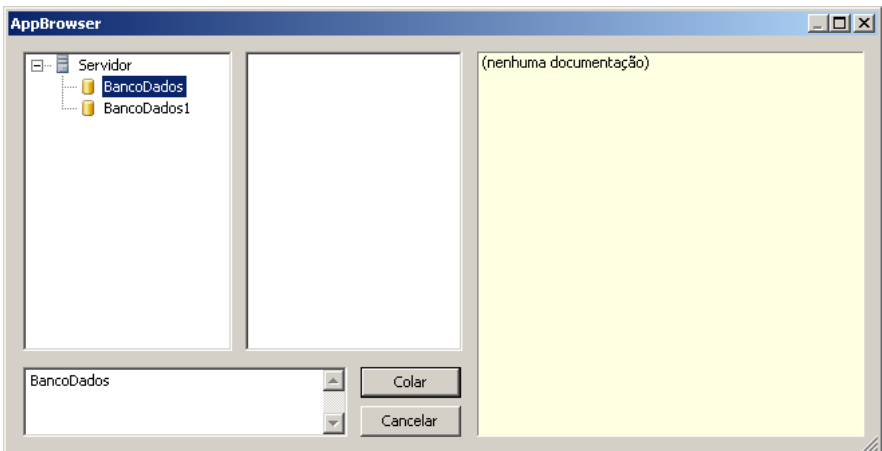 AppBrowser
Servidor
BancoDados
BancoDados1
(nenhuma documentação)
BancoDados
Colar
Cancelar